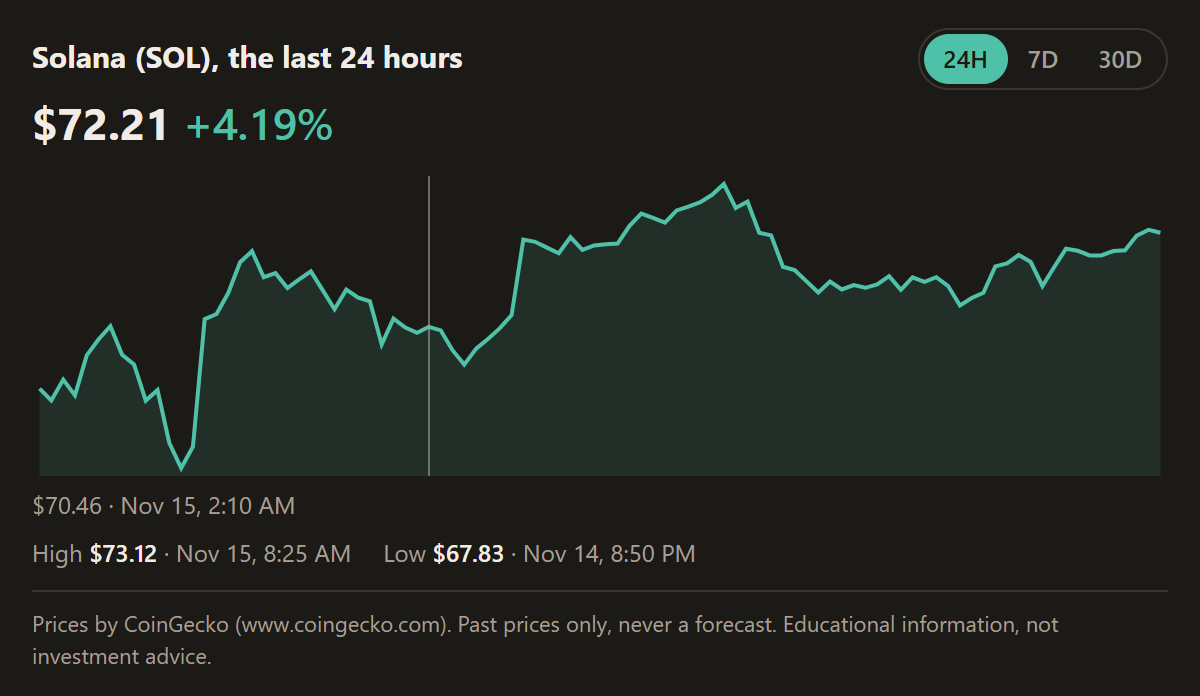 Solana (SOL), the last 24 hours
24H 7D 30D
$72.21 +4.19%
$70.46 · Nov 15, 2:10 AM
High $73.12 · Nov 15, 8:25 AM Low $67.83 · Nov 14, 8:50 PM
Prices by CoinGecko (www.coingecko.com). Past prices only, never a forecast. Educational information, not
investment advice.